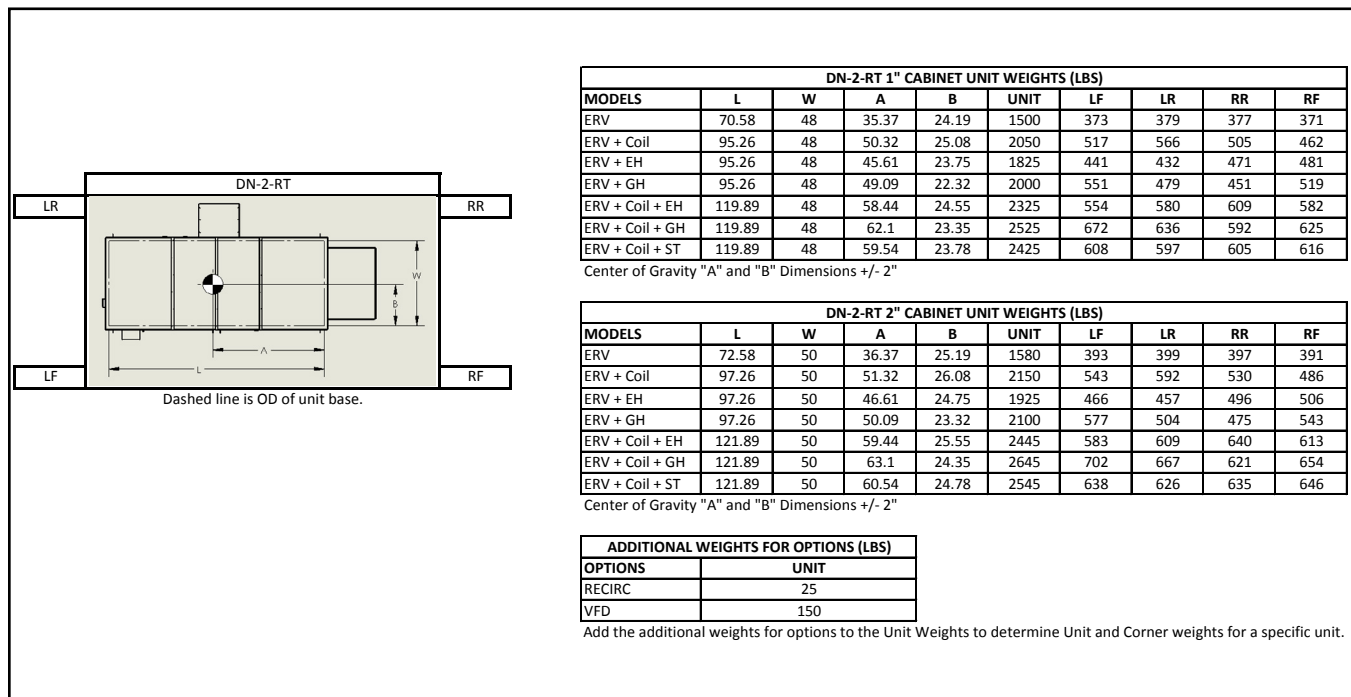 DN-2-RT
LR RR
W
B
A
L
LF RF
Dashed line is OD of unit base.
DN-2-RT 1" CABINET UNIT WEIGHTS (LBS)
MODELS L W A B UNIT LF LR RR RF
ERV 70.58 48 35.37 24.19 1500 373 379 377 371
ERV + Coil 95.26 48 50.32 25.08 2050 517 566 505 462
ERV + EH 95.26 48 45.61 23.75 1825 441 432 471 481
ERV + GH 95.26 48 49.09 22.32 2000 551 479 451 519
ERV + Coil + EH 119.89 48 58.44 24.55 2325 554 580 609 582
ERV + Coil + GH 119.89 48 62.1 23.35 2525 672 636 592 625
ERV + Coil + ST 119.89 48 59.54 23.78 2425 608 597 605 616
Center of Gravity "A" and "B" Dimensions +/- 2"
DN-2-RT 2" CABINET UNIT WEIGHTS (LBS)
MODELS L W A B UNIT LF LR RR RF
ERV 72.58 50 36.37 25.19 1580 393 399 397 391
ERV + Coil 97.26 50 51.32 26.08 2150 543 592 530 486
ERV + EH 97.26 50 46.61 24.75 1925 466 457 496 506
ERV + GH 97.26 50 50.09 23.32 2100 577 504 475 543
ERV + Coil + EH 121.89 50 59.44 25.55 2445 583 609 640 613
ERV + Coil + GH 121.89 50 63.1 24.35 2645 702 667 621 654
ERV + Coil + ST 121.89 50 60.54 24.78 2545 638 626 635 646
Center of Gravity "A" and "B" Dimensions +/- 2"
ADDITIONAL WEIGHTS FOR OPTIONS (LBS)
OPTIONS UNIT
RECIRC 25
VFD 150
Add the additional weights for options to the Unit Weights to determine Unit and Corner weights for a specific unit.